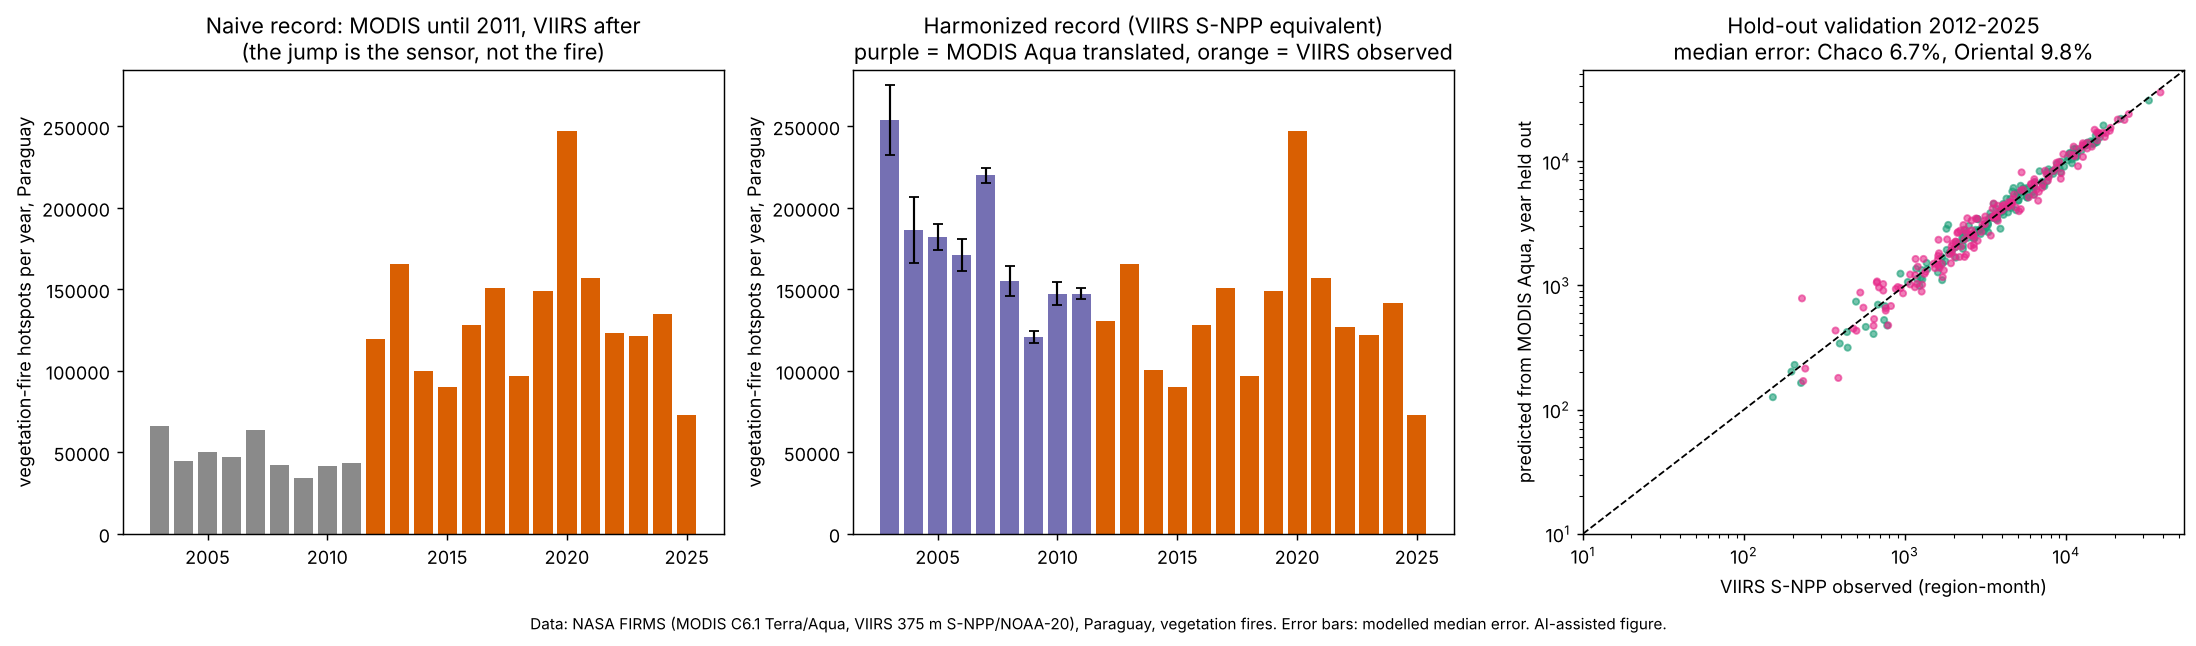 Naive record: MODIS until 2011, VIIRS after
(the jump is the sensor, not the fire)
vegetation-fire hotspots per year, Paraguay
250000
200000
150000
100000
50000
0
2005
2010
2015
2020
2025
Harmonized record (VIIRS S-NPP equivalent)
purple = MODIS Aqua translated, orange = VIIRS observed
vegetation-fire hotspots per year, Paraguay
250000
200000
150000
100000
50000
0
2005
2010
2015
2020
2025
Hold-out validation 2012-2025
median error: Chaco 6.7%, Oriental 9.8%
predicted from MODIS Aqua, year held out
10⁴
10³
10²
10¹
10¹
10²
10³
10⁴
VIIRS S-NPP observed (region-month)
Data: NASA FIRMS (MODIS C6.1 Terra/Aqua, VIIRS 375 m S-NPP/NOAA-20), Paraguay, vegetation fires. Error bars: modelled median error. AI-assisted figure.